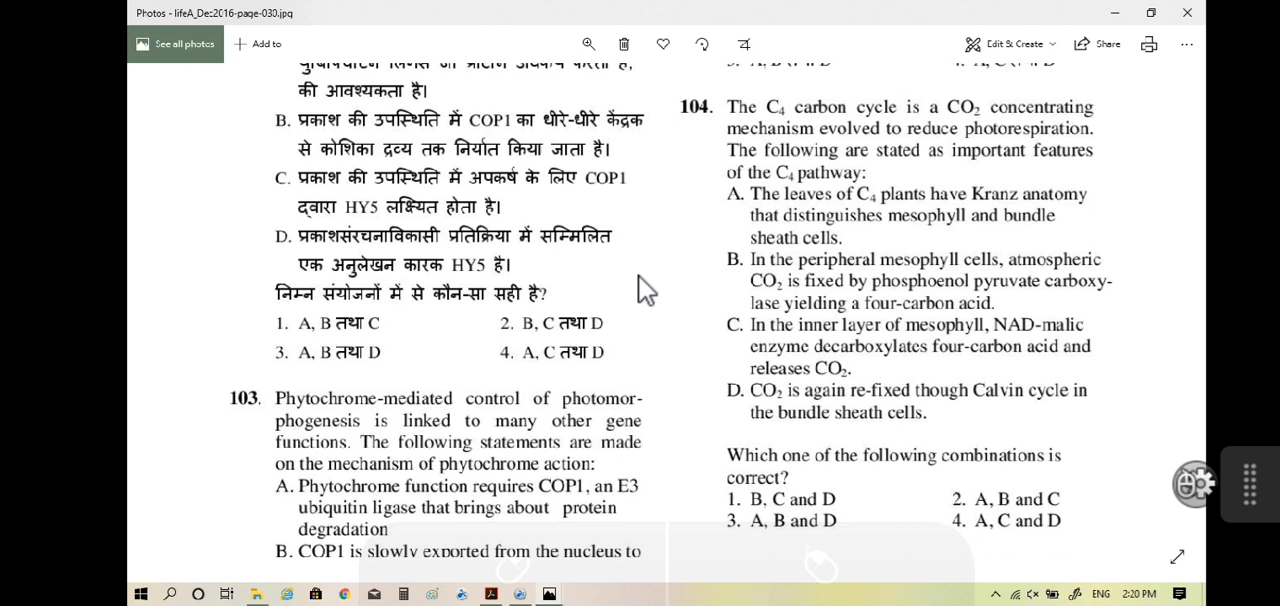 Photos - lifeA_Dec2016-page-030.jpg
See all photos
Add to
Edit & Create
Share
की आवश्यकता है।
B. प्रकाश की उपस्थिति में COP1 का धीरे-धीरे केंद्रक
से कोशिका द्रव्य तक निर्यात किया जाता है।
C. प्रकाश की उपस्थिति में अपकर्ष के लिए COP1
द्वारा HY5 लक्ष्यित होता है।
D. प्रकाशसंरचनाविकासी प्रतिक्रिया में सम्मिलित
एक अनुलेखन कारक HY5 है।
निम्न संयोजनों में से कौन-सा सही है?
1. A, B तथा C 2. B, C तथा D
3. A, B तथा D 4. A, C तथा D
103. Phytochrome-mediated control of photomor-
phogenesis is linked to many other gene
functions. The following statements are made
on the mechanism of phytochrome action:
A. Phytochrome function requires COP1, an E3
ubiquitin ligase that brings about protein
degradation
B. COP1 is slowly exported from the nucleus to
104. The C4 carbon cycle is a CO2 concentrating
mechanism evolved to reduce photorespiration.
The following are stated as important features
of the C4 pathway:
A. The leaves of C4 plants have Kranz anatomy
that distinguishes mesophyll and bundle
sheath cells.
B. In the peripheral mesophyll cells, atmospheric
CO2 is fixed by phosphoenol pyruvate carboxy-
lase yielding a four-carbon acid.
C. In the inner layer of mesophyll, NAD-malic
enzyme decarboxylates four-carbon acid and
releases CO2.
D. CO2 is again re-fixed though Calvin cycle in
the bundle sheath cells.
Which one of the following combinations is
correct?
1. B, C and D 2. A, B and C
3. A, B and D 4. A, C and D
ENG 2:20 PM